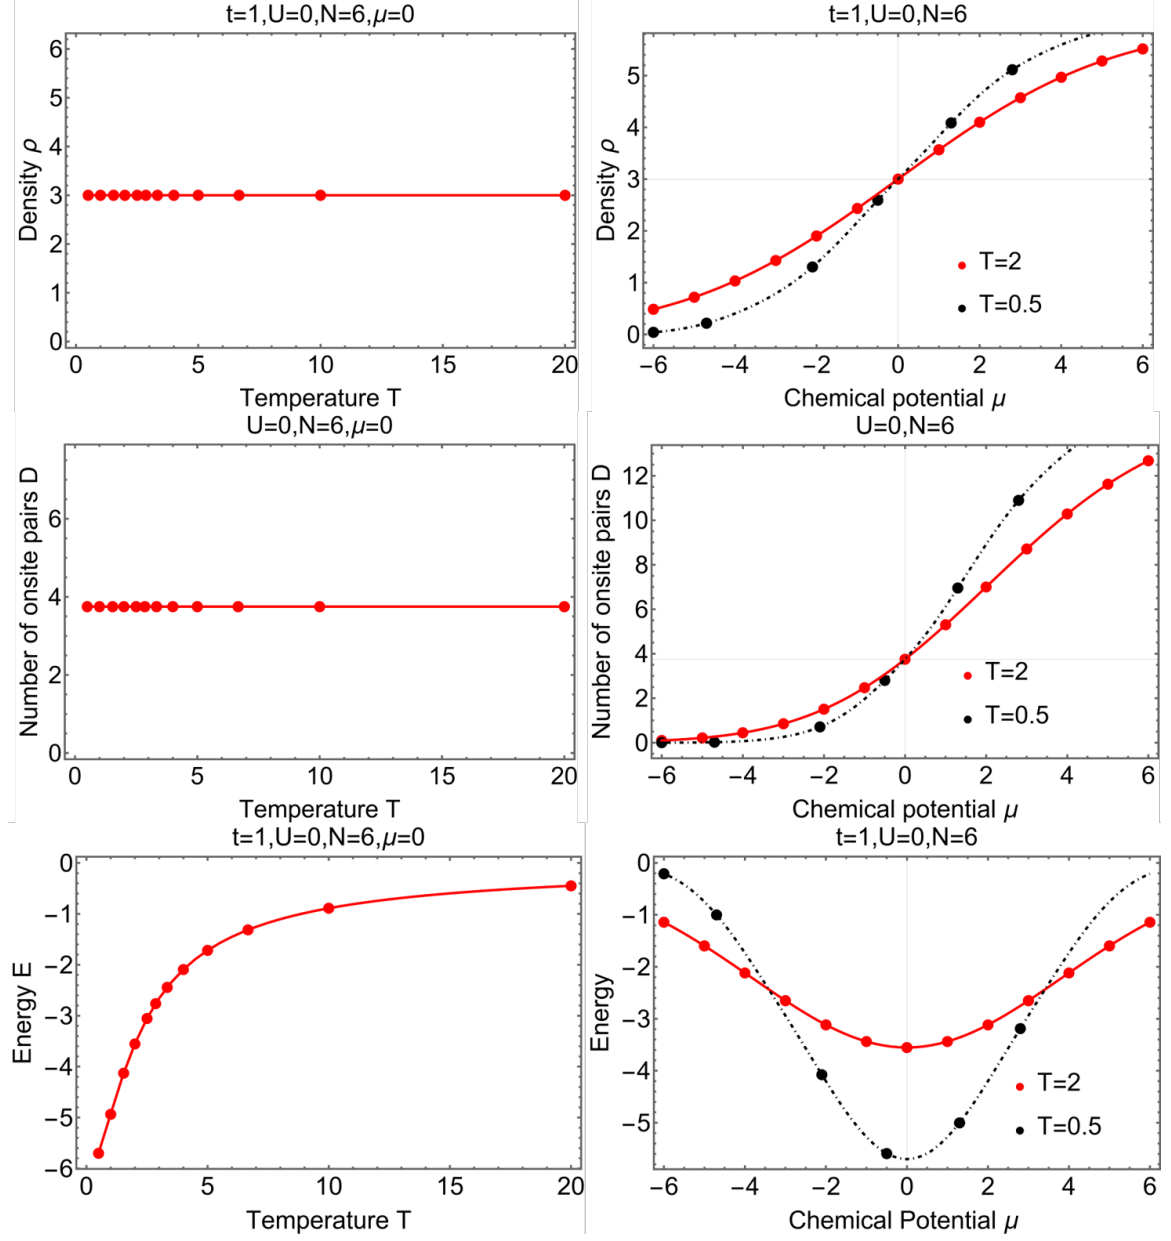 t=1,U=0,N=6,μ=0
6
5
4
3
2
1
0
Density ρ
0 5 10 15 20
Temperature T
t=1,U=0,N=6
5
4
3
2
1
0
Density ρ
T=2
T=0.5
−6 −4 −2 0 2 4 6
Chemical potential μ
U=0,N=6,μ=0
6
4
2
0
Number of onsite pairs D
0 5 10 15 20
Temperature T
U=0,N=6
12
10
8
6
4
2
0
Number of onsite pairs D
T=2
T=0.5
−6 −4 −2 0 2 4 6
Chemical potential μ
t=1,U=0,N=6,μ=0
0
−1
−2
−3
−4
−5
−6
Energy E
0 5 10 15 20
Temperature T
t=1,U=0,N=6
0
−1
−2
−3
−4
−5
Energy
T=2
T=0.5
−6 −4 −2 0 2 4 6
Chemical Potential μ